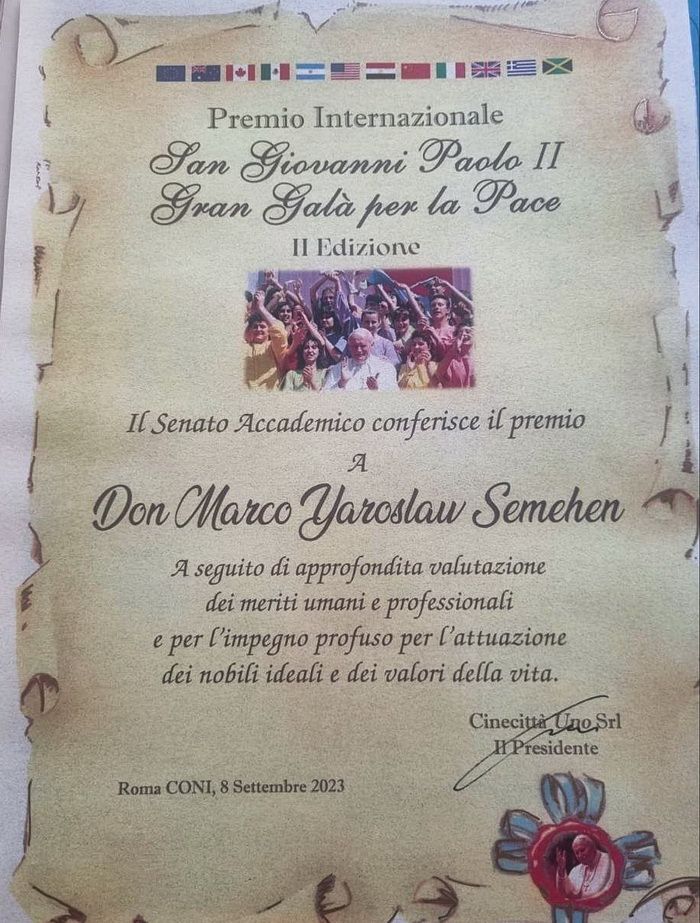 Premio Internazionale
San Giovanni Paolo II
Gran Galà per la Pace
II Edizione
Il Senato Accademico conferisce il premio
A
Don Marco Yaroslaw Semehen
A seguito di approfondita valutazione
dei meriti umani e professionali
e per l'impegno profuso per l'attuazione
dei nobili ideali e dei valori della vita.
Cinecittà Uno Srl
Il Presidente
Roma CONI, 8 Settembre 2023